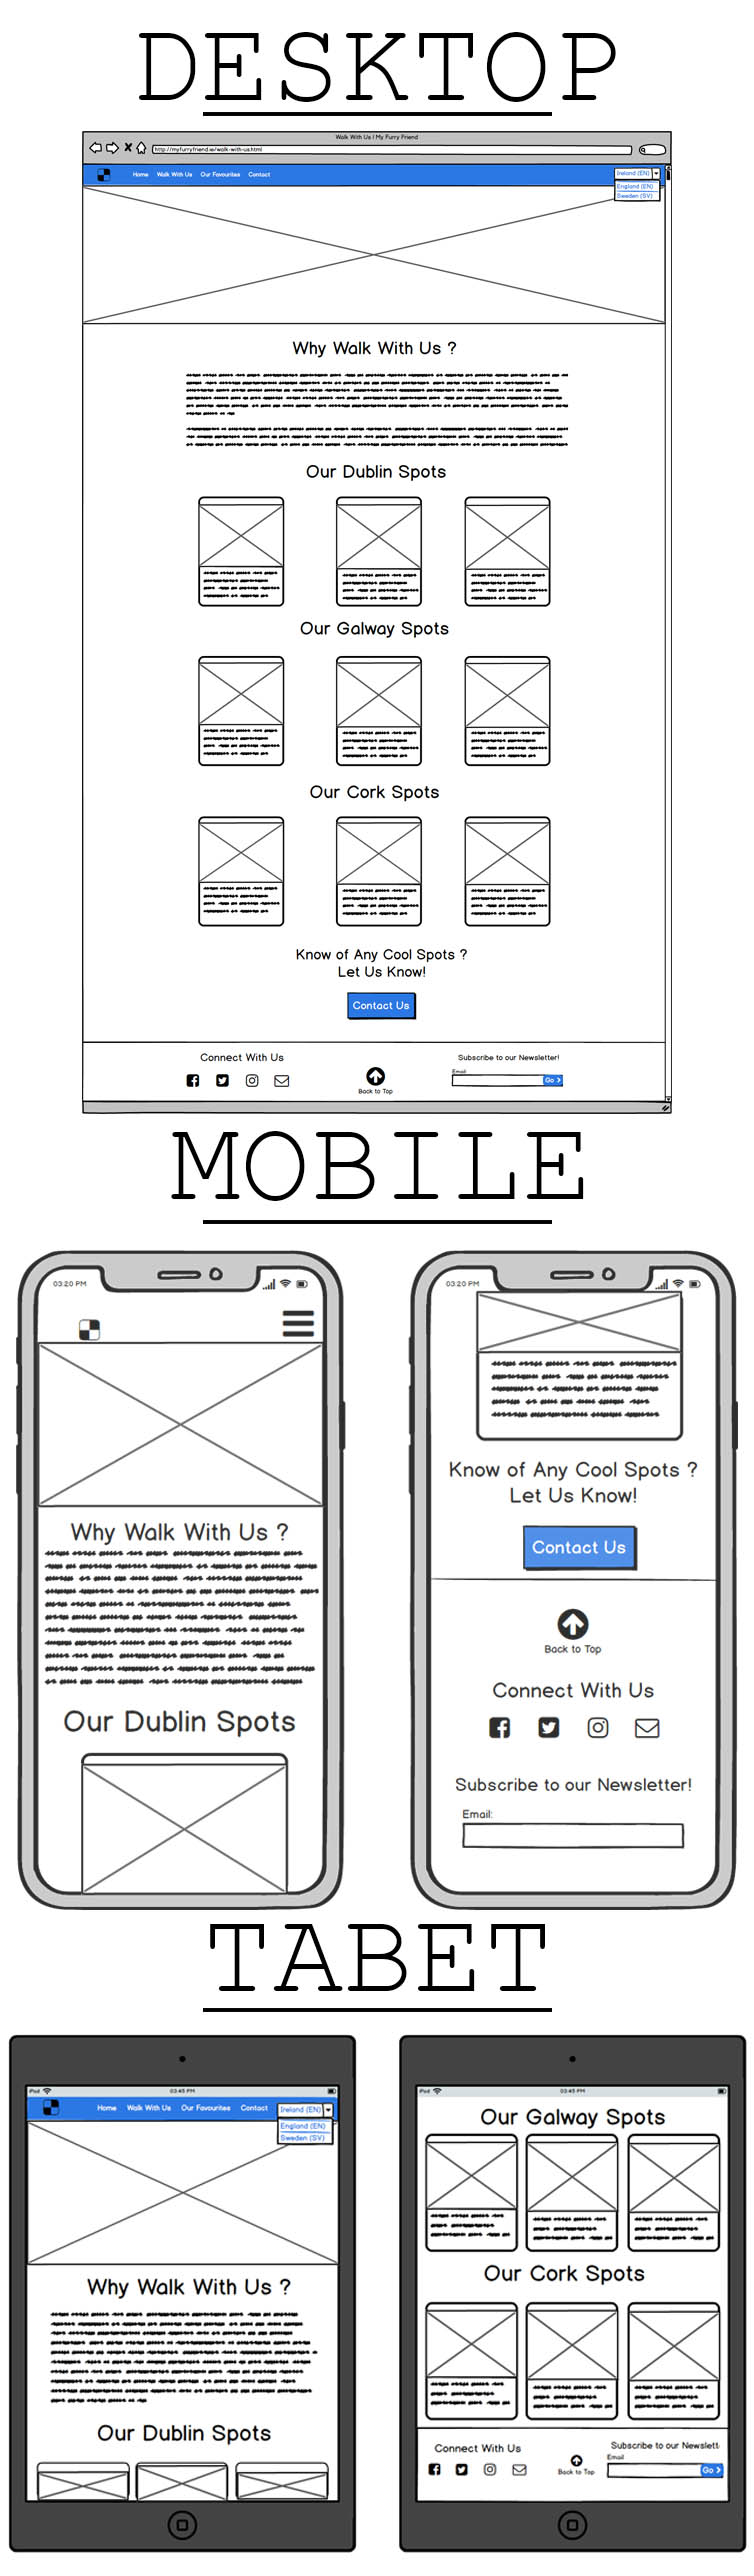 DESKTOP
Walk With Us | My Furry Friend
http://myfurryfriend.ie/walk-with-us.html
Home Walk With Us Our Favourites Contact Ireland (EN)
England (EN)
Sweden (SV)
Why Walk With Us ?
Our Dublin Spots
Our Galway Spots
Our Cork Spots
Know of Any Cool Spots ?
Let Us Know!
Contact Us
Connect With Us
Back to Top
Subscribe to our Newsletter!
Email
Go
MOBILE
03:20 PM
Why Walk With Us ?
Our Dublin Spots
03:20 PM
Know of Any Cool Spots ?
Let Us Know!
Contact Us
Back to Top
Connect With Us
Subscribe to our Newsletter!
Email:
TABET
iPad 03:45 PM
Home Walk With Us Our Favourites Contact Ireland (EN)
England (EN)
Sweden (SV)
Why Walk With Us ?
Our Dublin Spots
iPad 03:45 PM
Our Galway Spots
Our Cork Spots
Connect With Us
Back to Top
Subscribe to our Newslett
Email
Go